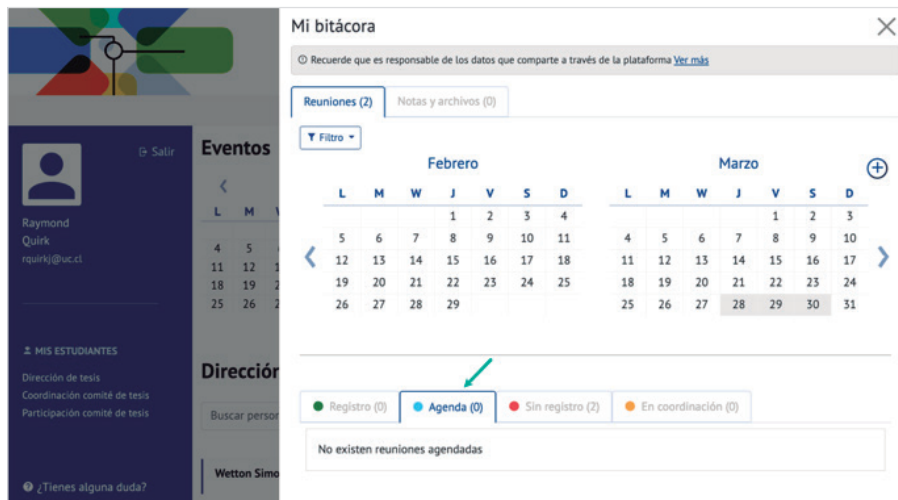 Mi bitácora
Recuerde que es responsable de los datos que comparte a través de la plataforma Ver más
Reuniones (2) Notas y archivos (0)
Filtro
Febrero
L M W J V S D
1 2 3 4
5 6 7 8 9 10 11
12 13 14 15 16 17 18
19 20 21 22 23 24 25
26 27 28 29
Marzo
L M W J V S D
1 2 3
4 5 6 7 8 9 10
11 12 13 14 15 16 17
18 19 20 21 22 23 24
25 26 27 28 29 30 31
Registro (0) Agenda (0) Sin registro (2) En coordinación (0)
No existen reuniones agendadas
Salir
Raymond
Quirk
rquirkj@uc.cl
MIS ESTUDIANTES
Dirección de tesis
Coordinación comité de tesis
Participación comité de tesis
¿Tienes alguna duda?
Eventos
L M
4 5
11 12
18 19
25 26
Dirección
Buscar person
Wetton Simo